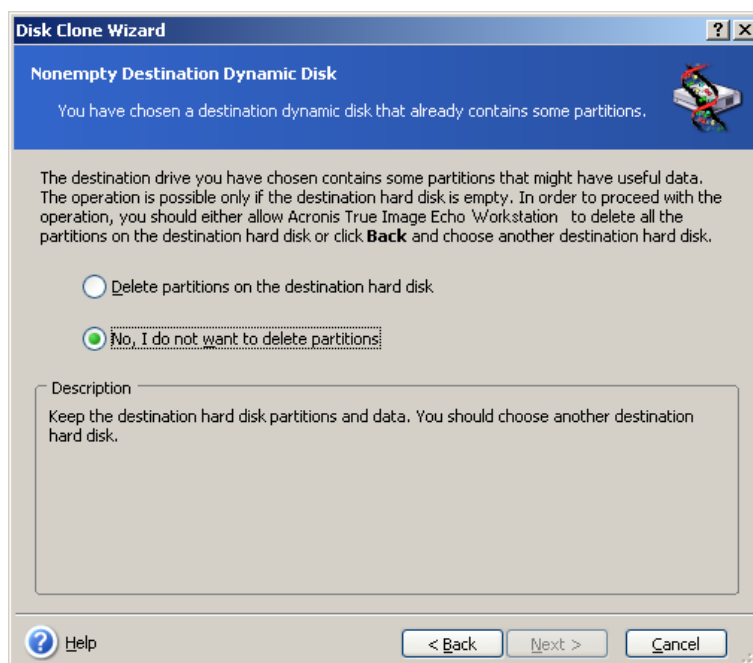 Disk Clone Wizard
Nonempty Destination Dynamic Disk
You have chosen a destination dynamic disk that already contains some partitions.
The destination drive you have chosen contains some partitions that might have useful data.
The operation is possible only if the destination hard disk is empty. In order to proceed with the
operation, you should either allow Acronis True Image Echo Workstation to delete all the
partitions on the destination hard disk or click Back and choose another destination hard disk.
Delete partitions on the destination hard disk
No, I do not want to delete partitions
Description
Keep the destination hard disk partitions and data. You should choose another destination
hard disk.
Help
< Back
Next >
Cancel